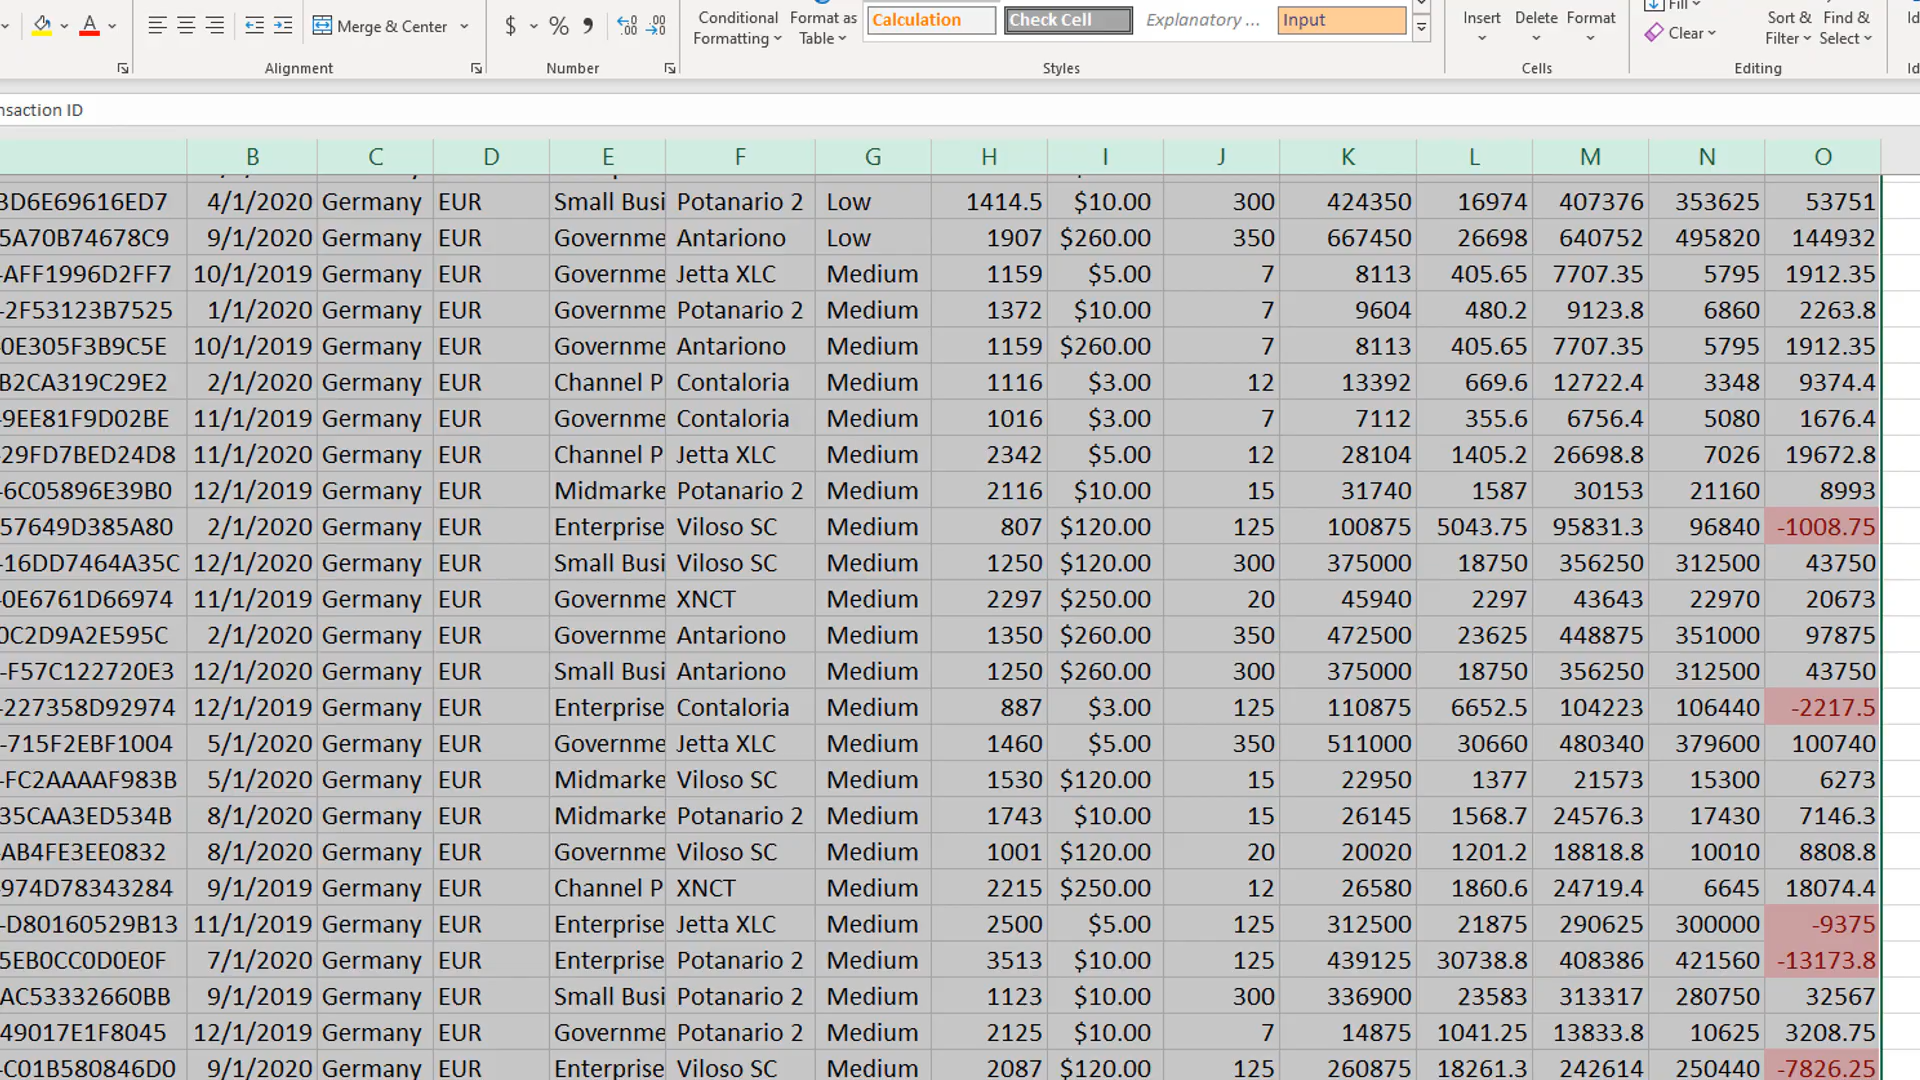 Merge & Center
$ % 9
Conditional Formatting
Format as Table
Calculation
Check Cell
Explanatory ...
Input
Insert
Delete
Format
Fill
Clear
Sort & Filter
Find & Select
Alignment
Number
Styles
Cells
Editing
nsaction ID
B C D E F G H I J K L M N O
3D6E69616ED7 4/1/2020 Germany EUR Small Busi Potanario 2 Low 1414.5 $10.00 300 424350 16974 407376 353625 53751
5A70B74678C9 9/1/2020 Germany EUR Governme Antariono Low 1907 $260.00 350 667450 26698 640752 495820 144932
-AFF1996D2FF7 10/1/2019 Germany EUR Governme Jetta XLC Medium 1159 $5.00 7 8113 405.65 7707.35 5795 1912.35
-2F53123B7525 1/1/2020 Germany EUR Governme Potanario 2 Medium 1372 $10.00 7 9604 480.2 9123.8 6860 2263.8
-0E305F3B9C5E 10/1/2019 Germany EUR Governme Antariono Medium 1159 $260.00 7 8113 405.65 7707.35 5795 1912.35
B2CA319C29E2 2/1/2020 Germany EUR Channel P Contaloria Medium 1116 $3.00 12 13392 669.6 12722.4 3348 9374.4
-9EE81F9D02BE 11/1/2019 Germany EUR Governme Contaloria Medium 1016 $3.00 7 7112 355.6 6756.4 5080 1676.4
-29FD7BED24D8 11/1/2020 Germany EUR Channel P Jetta XLC Medium 2342 $5.00 12 28104 1405.2 26698.8 7026 19672.8
-6C05896E39B0 12/1/2019 Germany EUR Midmarke Potanario 2 Medium 2116 $10.00 15 31740 1587 30153 21160 8993
57649D385A80 2/1/2020 Germany EUR Enterprise Viloso SC Medium 807 $120.00 125 100875 5043.75 95831.3 96840 -1008.75
-16DD7464A35C 12/1/2020 Germany EUR Small Busi Viloso SC Medium 1250 $120.00 300 375000 18750 356250 312500 43750
-0E6761D66974 11/1/2019 Germany EUR Governme XNCT Medium 2297 $250.00 20 45940 2297 43643 22970 20673
0C2D9A2E595C 2/1/2020 Germany EUR Governme Antariono Medium 1350 $260.00 350 472500 23625 448875 351000 97875
-F57C122720E3 12/1/2020 Germany EUR Small Busi Antariono Medium 1250 $260.00 300 375000 18750 356250 312500 43750
-227358D92974 12/1/2019 Germany EUR Enterprise Contaloria Medium 887 $3.00 125 110875 6652.5 104223 106440 -2217.5
-715F2EBF1004 5/1/2020 Germany EUR Governme Jetta XLC Medium 1460 $5.00 350 511000 30660 480340 379600 100740
-FC2AAAAF983B 5/1/2020 Germany EUR Midmarke Viloso SC Medium 1530 $120.00 15 22950 1377 21573 15300 6273
35CAA3ED534B 8/1/2020 Germany EUR Midmarke Potanario 2 Medium 1743 $10.00 15 26145 1568.7 24576.3 17430 7146.3
-AB4FE3EE0832 8/1/2020 Germany EUR Governme Viloso SC Medium 1001 $120.00 20 20020 1201.2 18818.8 10010 8808.8
974D78343284 9/1/2019 Germany EUR Channel P XNCT Medium 2215 $250.00 12 26580 1860.6 24719.4 6645 18074.4
-D80160529B13 11/1/2019 Germany EUR Enterprise Jetta XLC Medium 2500 $5.00 125 312500 21875 290625 300000 -9375
5EB0CC0D0E0F 7/1/2020 Germany EUR Enterprise Potanario 2 Medium 3513 $10.00 125 439125 30738.8 408386 421560 -13173.8
AC53332660BB 9/1/2019 Germany EUR Small Busi Potanario 2 Medium 1123 $10.00 300 336900 23583 313317 280750 32567
49017E1F8045 12/1/2019 Germany EUR Governme Potanario 2 Medium 2125 $10.00 7 14875 1041.25 13833.8 10625 3208.75
-C01B580846D0 9/1/2019 Germany EUR Enterprise Viloso SC Medium 2087 $120.00 125 260875 18261.3 242614 250440 -7826.25